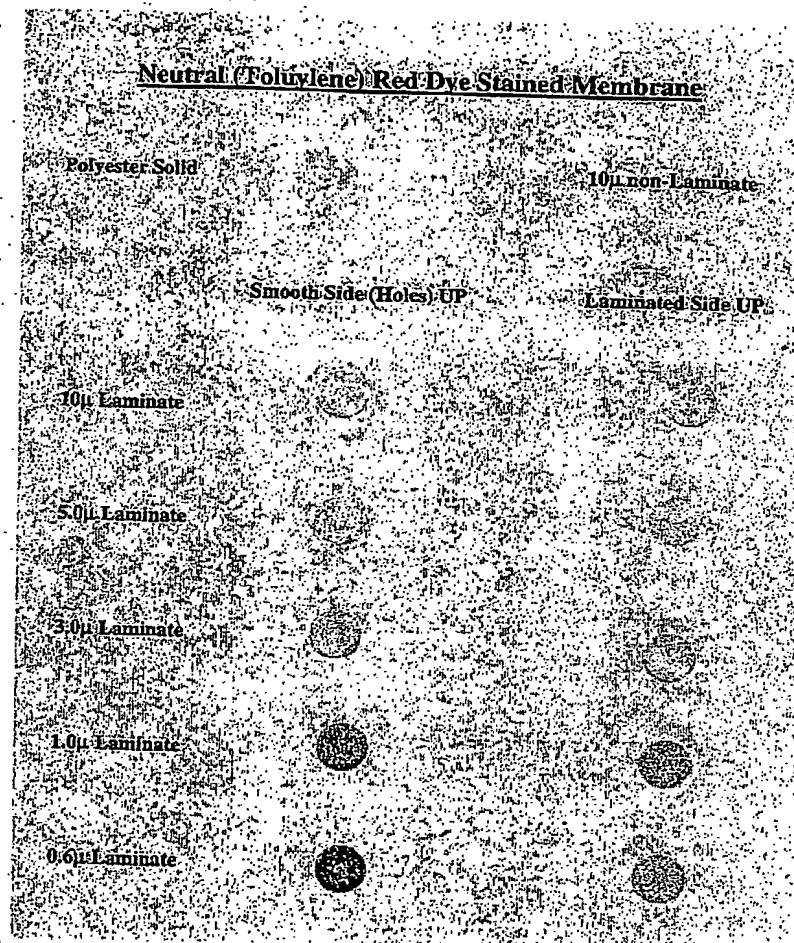 Neutral (Toluylene) Red Dye Stained Membrane
Polyester Solid
10μ non-Laminate
Smooth Side (Holes) UP
Laminated Side UP
10μ Laminate
5.0μ Laminate
3.0μ Laminate
1.0μ Laminate
0.6μ Laminate